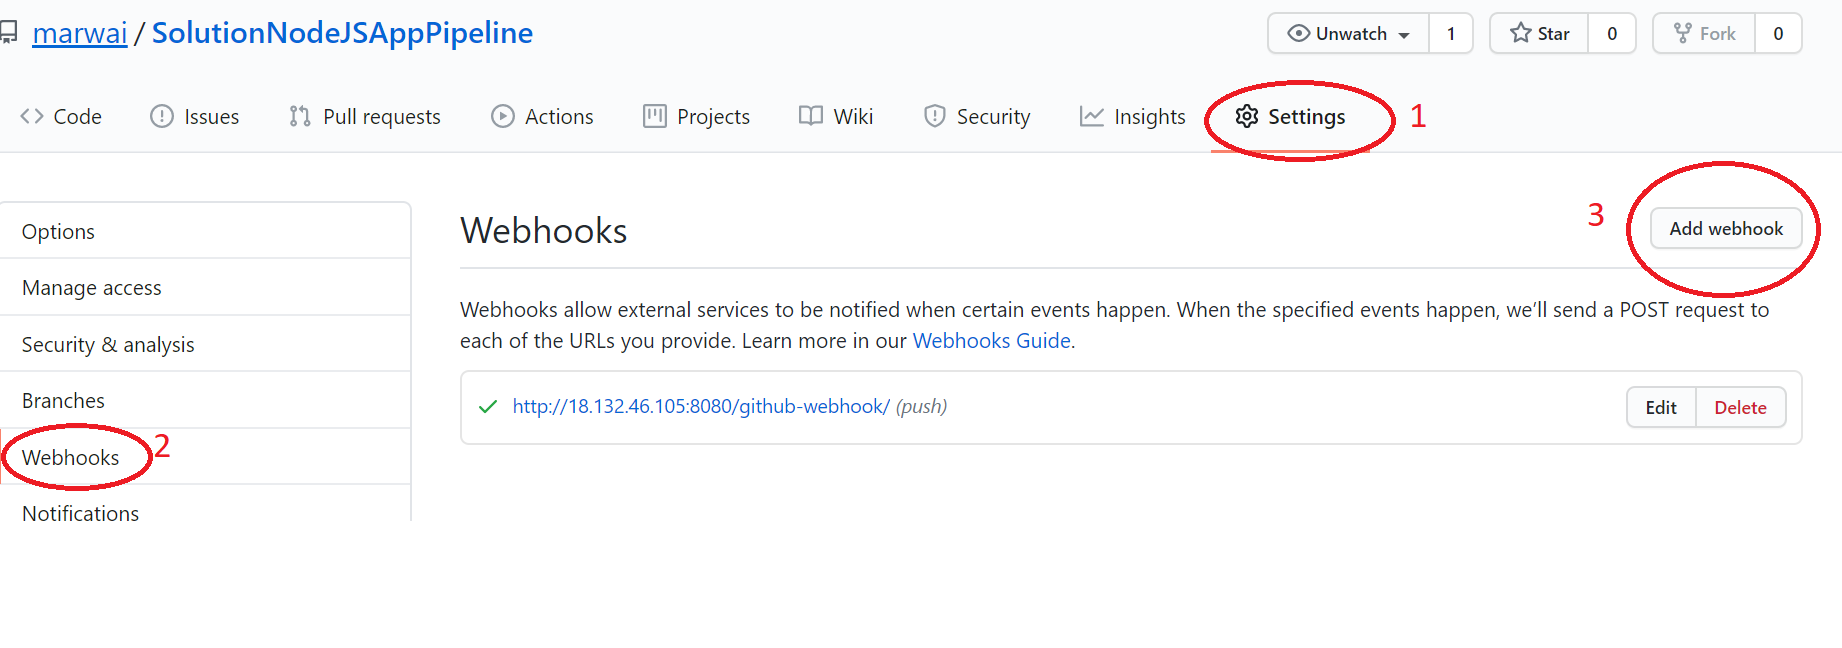 marwai / SolutionNodeJSAppPipeline
Unwatch 1 Star 0 Fork 0
Code Issues Pull requests Actions Projects Wiki Security Insights Settings 1
Options
Manage access
Security & analysis
Branches
Webhooks 2
Notifications
Webhooks
3 Add webhook
Webhooks allow external services to be notified when certain events happen. When the specified events happen, we’ll send a POST request to
each of the URLs you provide. Learn more in our Webhooks Guide.
http://18.132.46.105:8080/github-webhook/ (push)
Edit Delete